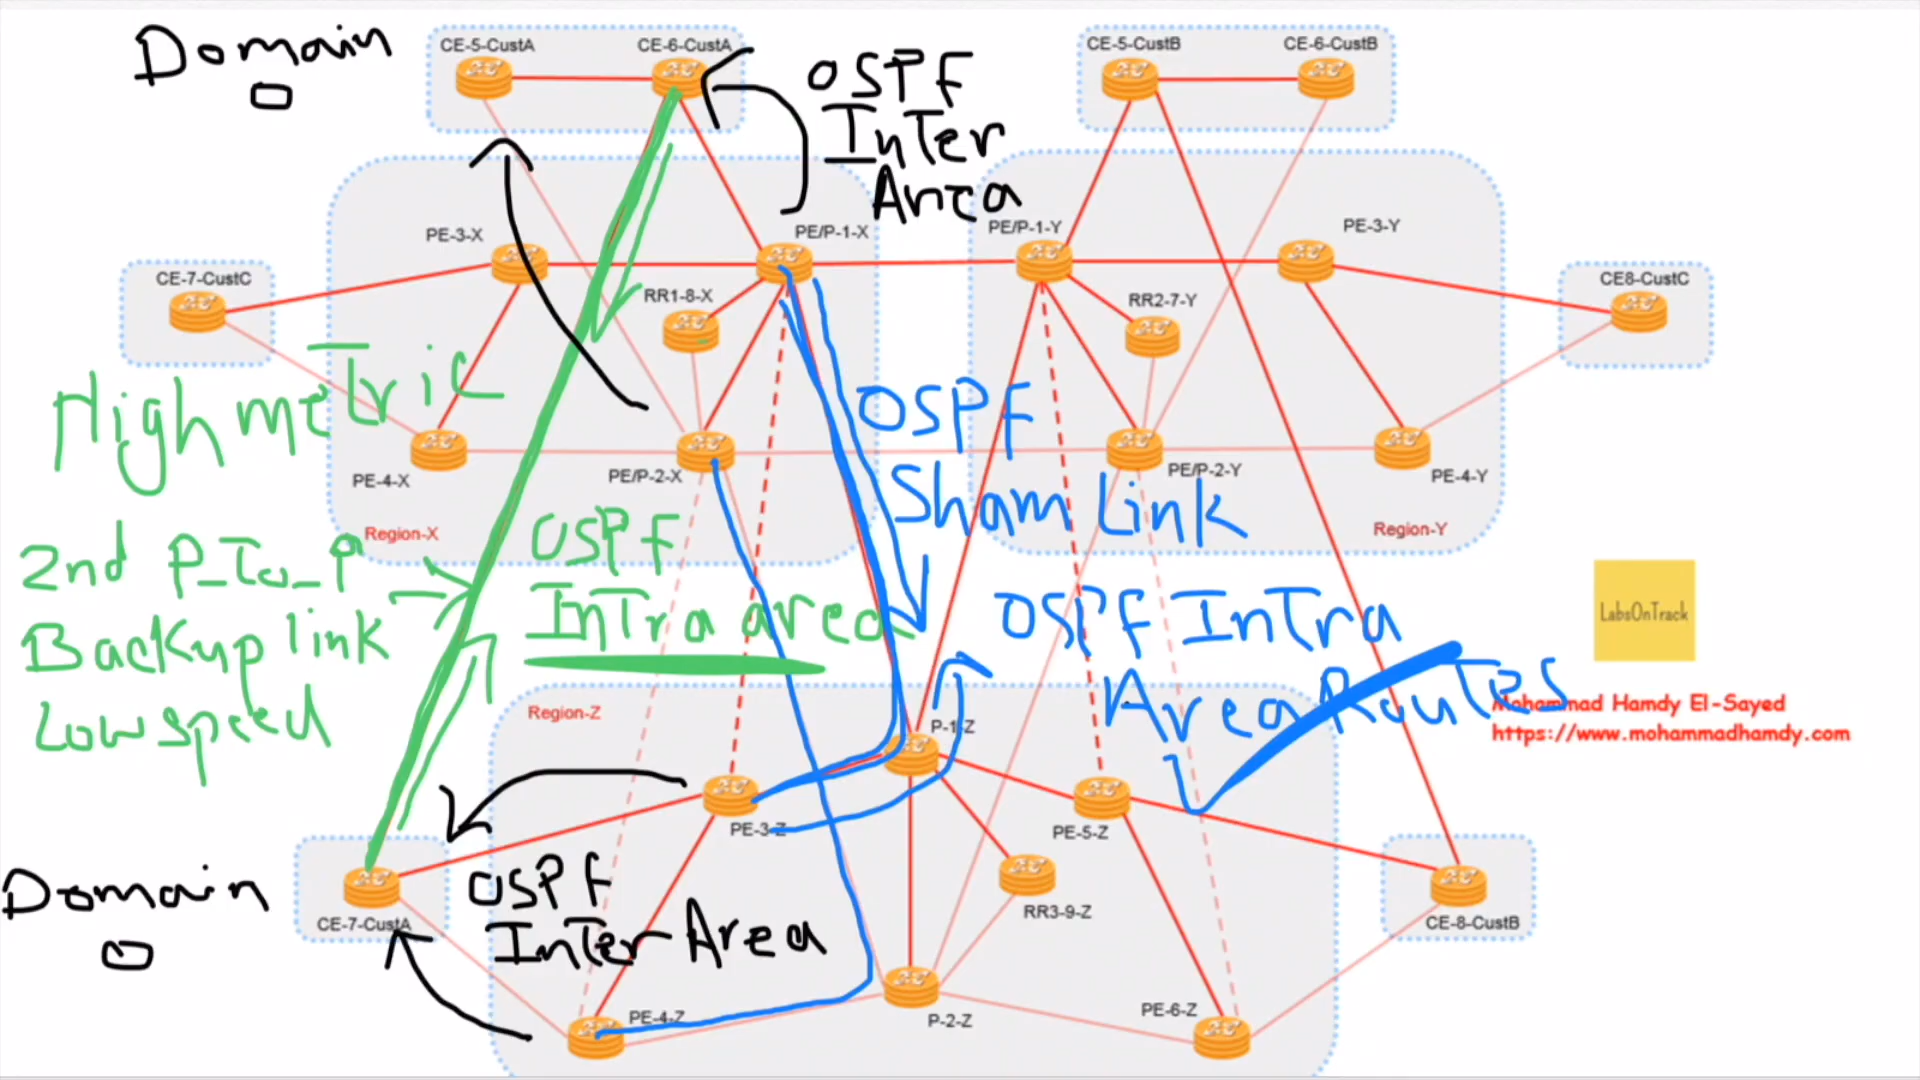 Domain
0
CE-5-CustA
CE-6-CustA
OSPF
Inter
Area
CE-5-CustB
CE-6-CustB
PE-3-X
PE/P-1-X
PE/P-1-Y
PE-3-Y
CE-7-CustC
RR1-8-X
RR2-7-Y
CE8-CustC
High metric
OSPF
Sham Link
PE-4-X
PE/P-2-X
PE/P-2-Y
PE-4-Y
Region-X
Region-Y
2nd P_To_P
Backup link
Low speed
OSPF
Intra area
OSPF Intra
Area Routes
LabsOnTrack
Mohammad Hamdy El-Sayed
https://www.mohammadhamdy.com
Region-Z
P-1-Z
PE-3-Z
PE-5-Z
Domain
0
CE-7-CustA
OSPF
Inter Area
RR3-9-Z
CE-8-CustB
PE-4-Z
P-2-Z
PE-6-Z